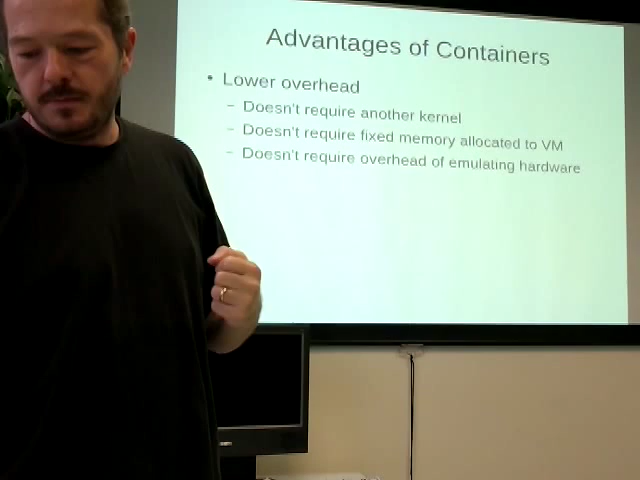 Advantages of Containers
• Lower overhead
– Doesn't require another kernel
– Doesn't require fixed memory allocated to VM
– Doesn't require overhead of emulating hardware